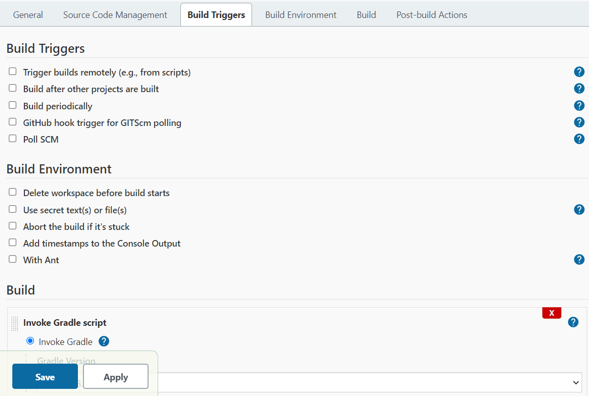 General Source Code Management Build Triggers Build Environment Build Post-build Actions
Build Triggers
Trigger builds remotely (e.g., from scripts) ?
Build after other projects are built ?
Build periodically ?
GitHub hook trigger for GITScm polling ?
Poll SCM ?
Build Environment
Delete workspace before build starts
Use secret text(s) or file(s) ?
Abort the build if it's stuck
Add timestamps to the Console Output
With Ant ?
Build
X
Invoke Gradle script ?
Invoke Gradle ?
Gradle Version
Save Apply